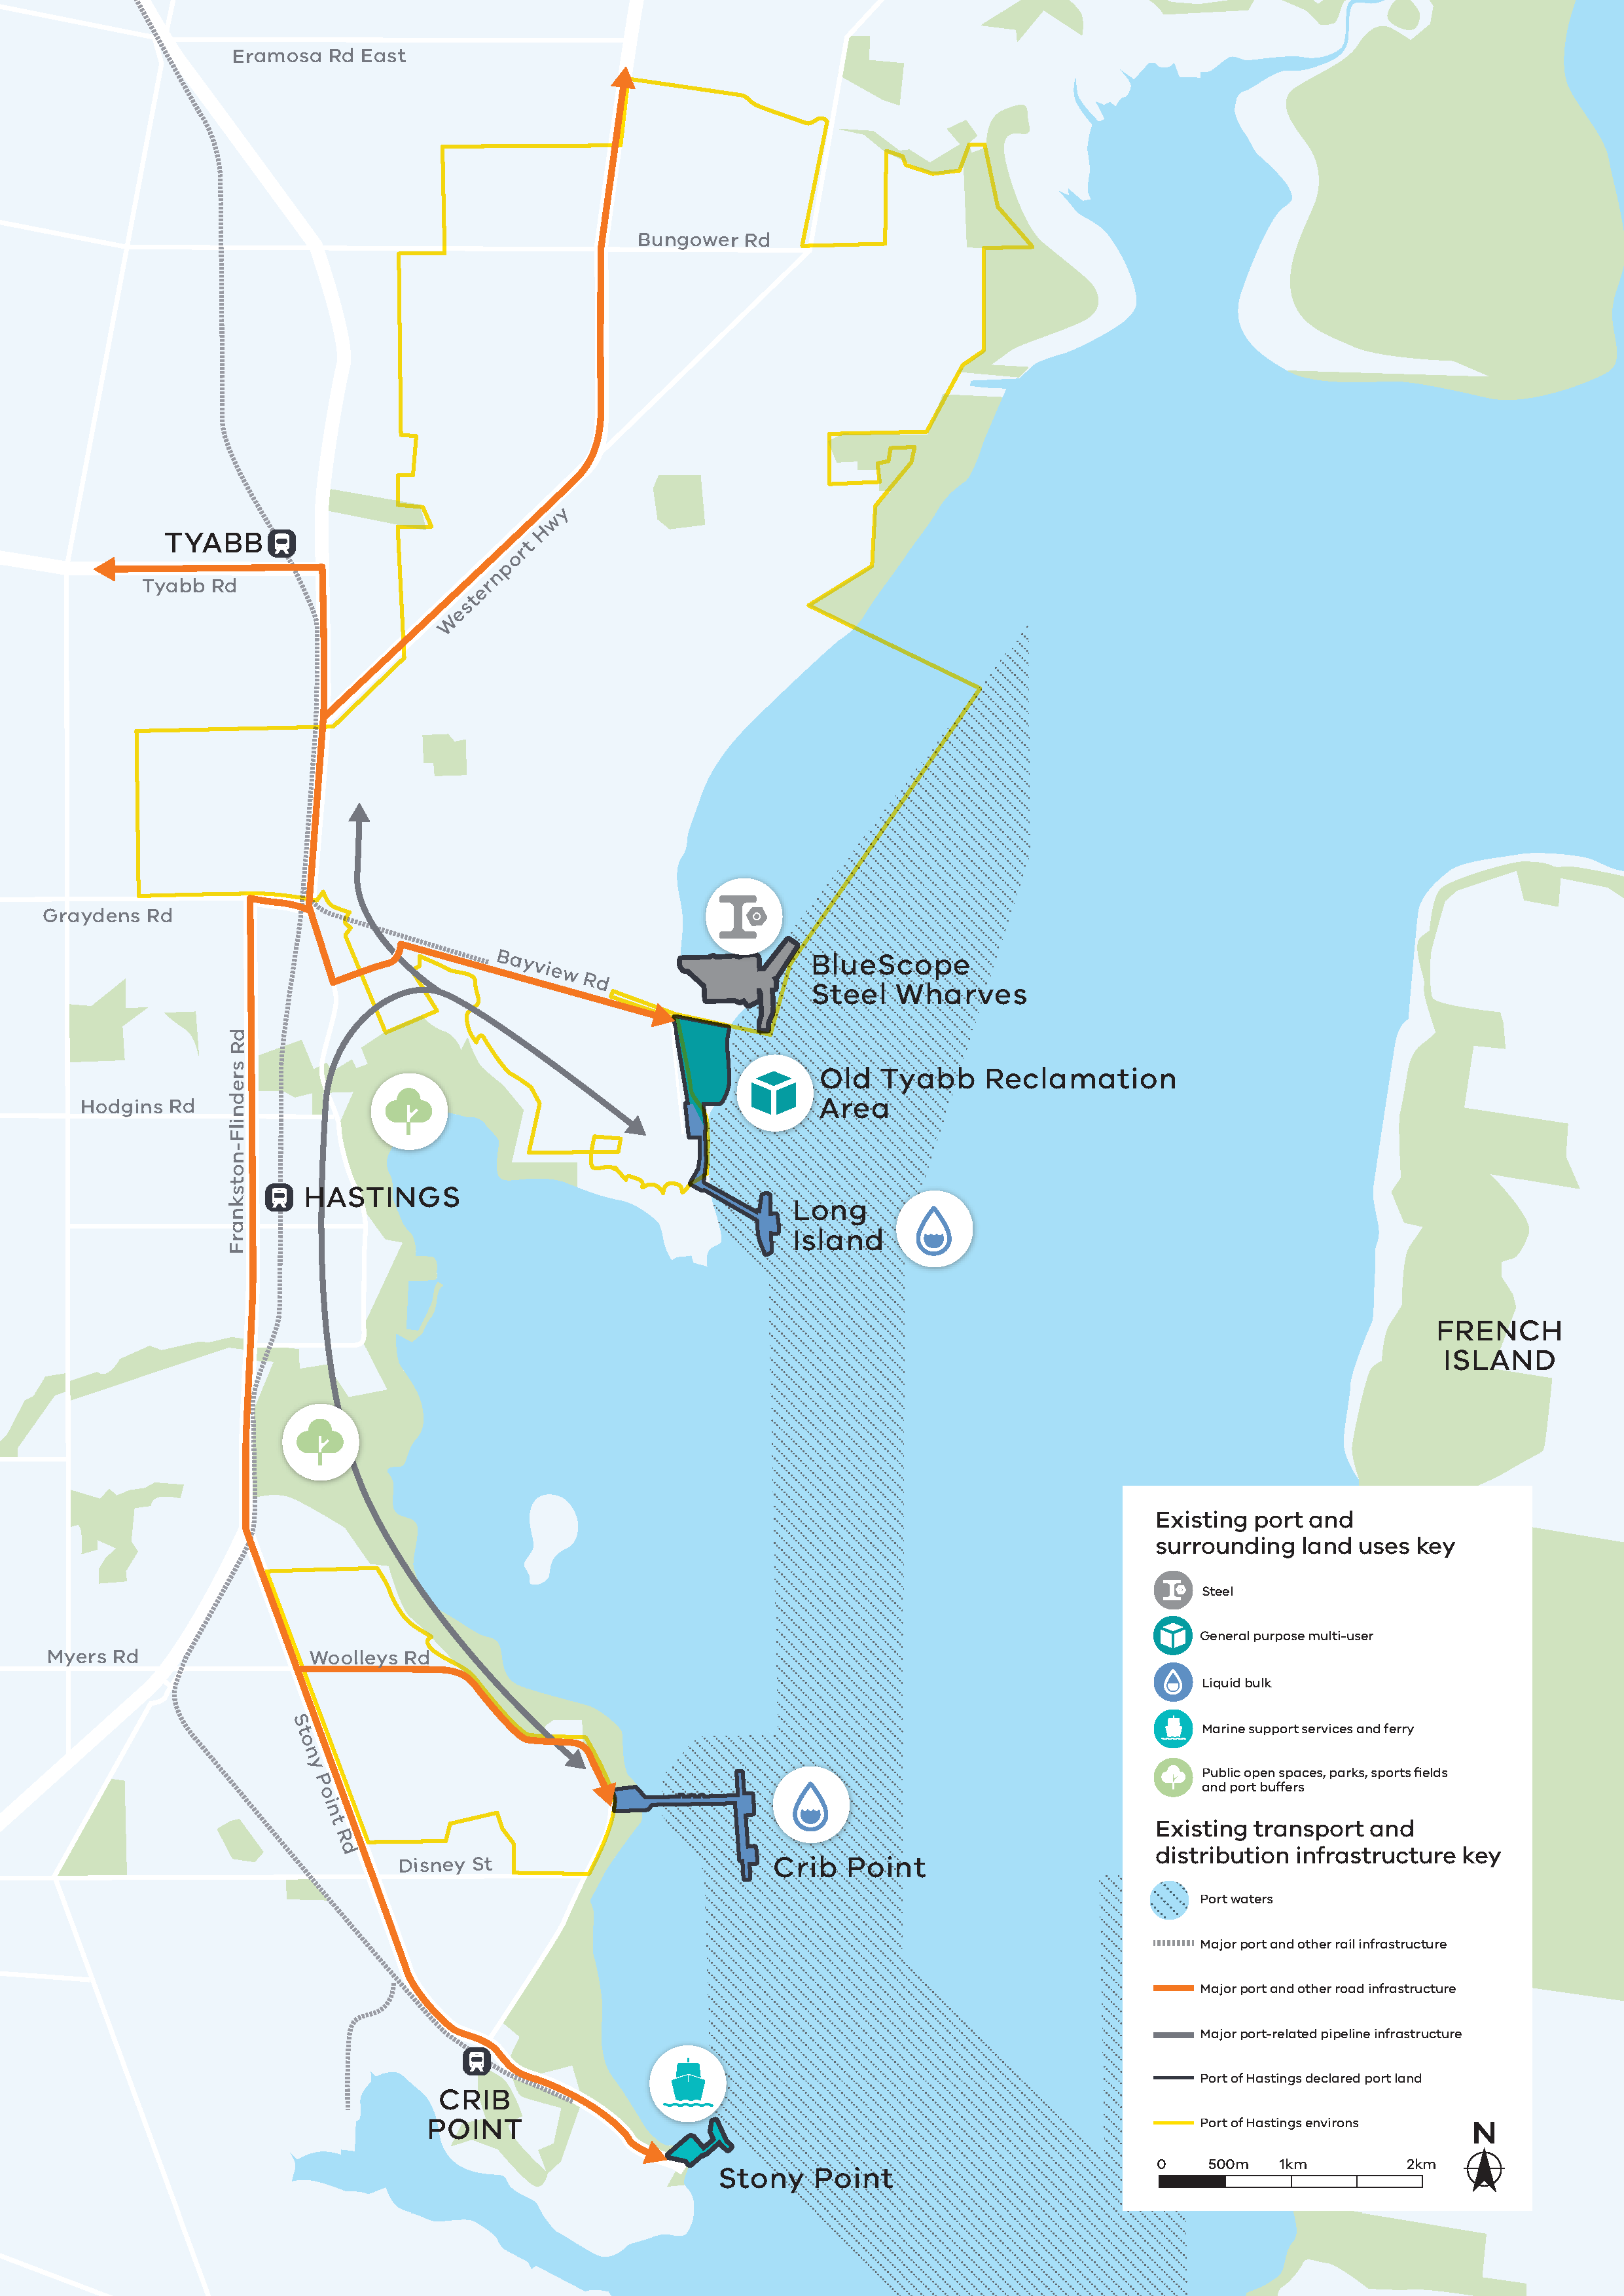 Eramosa Rd East
Bungower Rd
Westernport Hwy
TYABB
Tyabb Rd
Graydens Rd
Bayview Rd
BlueScope
Steel Wharves
Old Tyabb Reclamation
Area
Hodgins Rd
Frankston-Flinders Rd
HASTINGS
Long
Island
FRENCH
ISLAND
Myers Rd
Woolleys Rd
Stony Point Rd
Disney St
Crib Point
CRIB
POINT
Stony Point
Existing port and
surrounding land uses key
Steel
General purpose multi-user
Liquid bulk
Marine support services and ferry
Public open spaces, parks, sports fields
and port buffers
Existing transport and
distribution infrastructure key
Port waters
Major port and other rail infrastructure
Major port and other road infrastructure
Major port-related pipeline infrastructure
Port of Hastings declared port land
Port of Hastings environs
N
0 500m 1km 2km